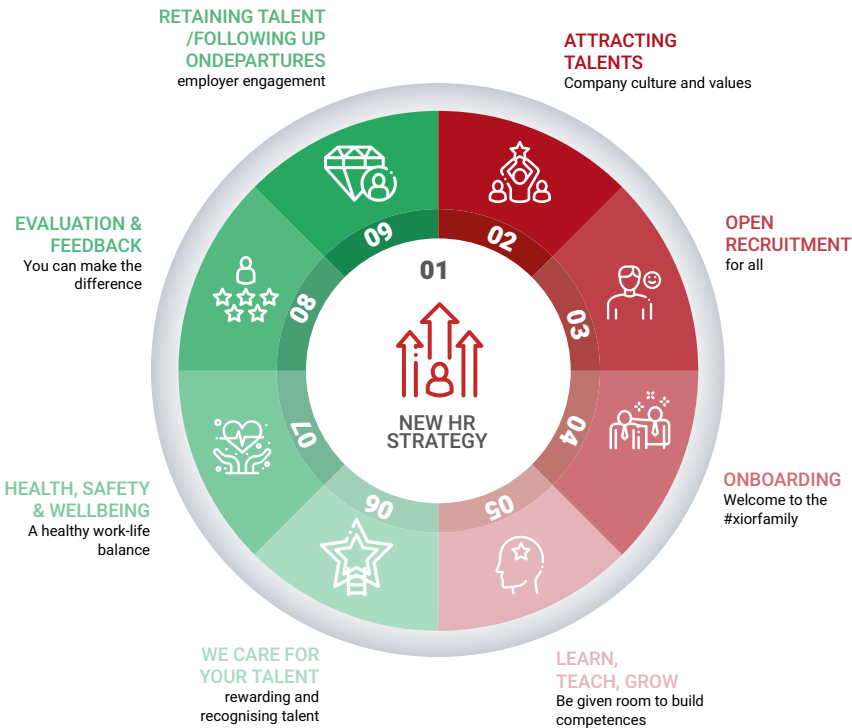 RETAINING TALENT
/FOLLOWING UP
ONDEPARTURES
employer engagement
ATTRACTING
TALENTS
Company culture and values
EVALUATION &
FEEDBACK
You can make the
difference
OPEN
RECRUITMENT
for all
09
02
01
08
03
NEW HR
STRATEGY
07
04
06
05
HEALTH, SAFETY
& WELLBEING
A healthy work-life
balance
ONBOARDING
Welcome to the
#xiorfamily
WE CARE FOR
YOUR TALENT
rewarding and
recognising talent
LEARN,
TEACH, GROW
Be given room to build
competences